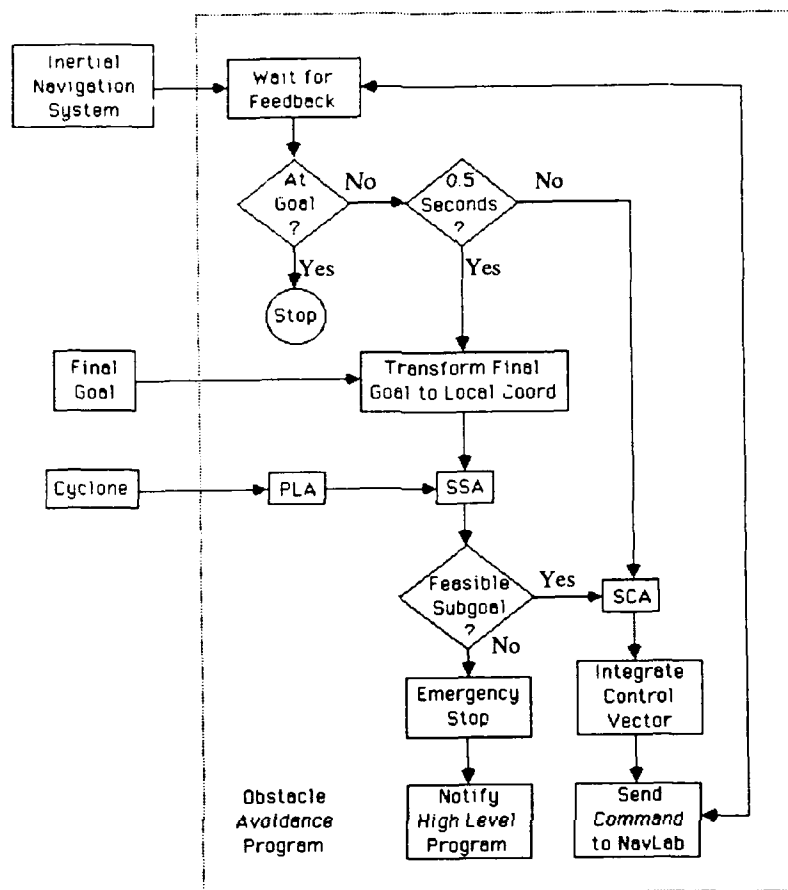 Inertial
Navigation
System
Wait for
Feedback
At
Goal
?
No
0.5
Seconds
?
No
Yes
Yes
Stop
Final
Goal
Transform Final
Goal to Local Coord
Cyclone
PLA
SSA
Feasible
Subgoal
?
Yes
SCA
No
Emergency
Stop
Integrate
Control
Vector
Obstacle
Avoidance
Program
Notify
High Level
Program
Send
Command
to NavLab